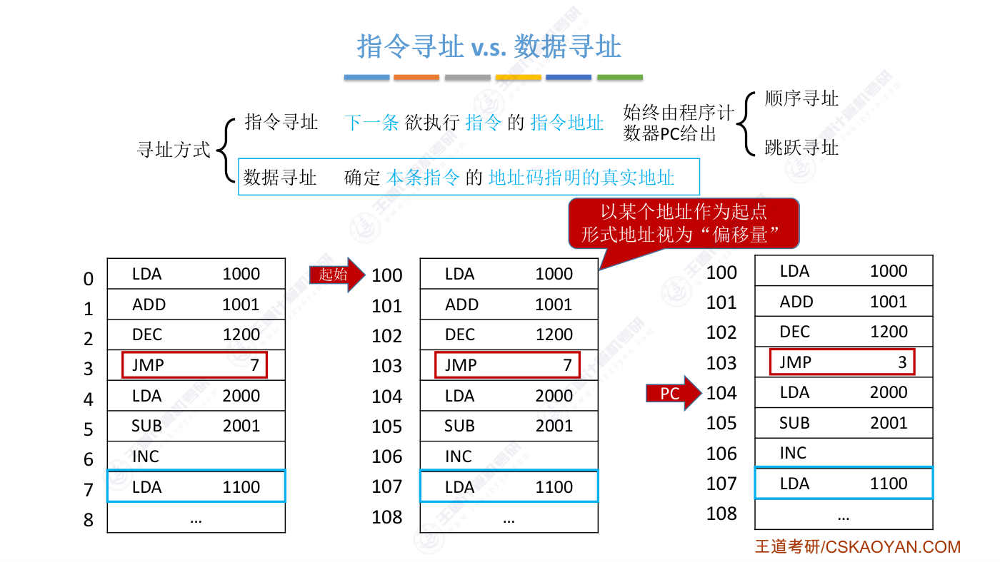 指令寻址 v.s. 数据寻址
寻址方式
指令寻址 下一条 欲执行 指令 的 指令地址
始终由程序计
数器PC给出
顺序寻址
跳跃寻址
数据寻址 确定 本条指令 的 地址码指明的真实地址
以某个地址作为起点
形式地址视为“偏移量”
0 LDA 1000
1 ADD 1001
2 DEC 1200
3 JMP 7
4 LDA 2000
5 SUB 2001
6 INC
7 LDA 1100
8 …
起始
100 LDA 1000
101 ADD 1001
102 DEC 1200
103 JMP 7
104 LDA 2000
105 SUB 2001
106 INC
107 LDA 1100
108 …
PC
100 LDA 1000
101 ADD 1001
102 DEC 1200
103 JMP 3
104 LDA 2000
105 SUB 2001
106 INC
107 LDA 1100
108 …
王道考研/CSKAOYAN.COM